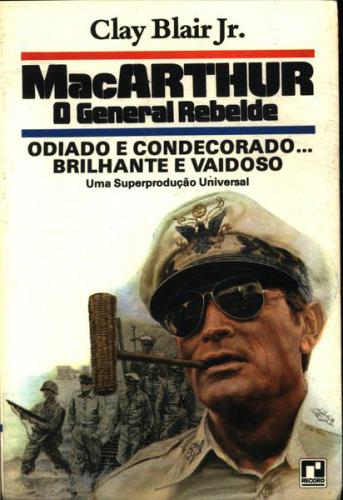 Clay Blair Jr.
MacARTHUR
O General Rebelde
ODIADO E CONDECORADO...
BRILHANTE E VAIDOSO
Uma Superprodução Universal
RECORD